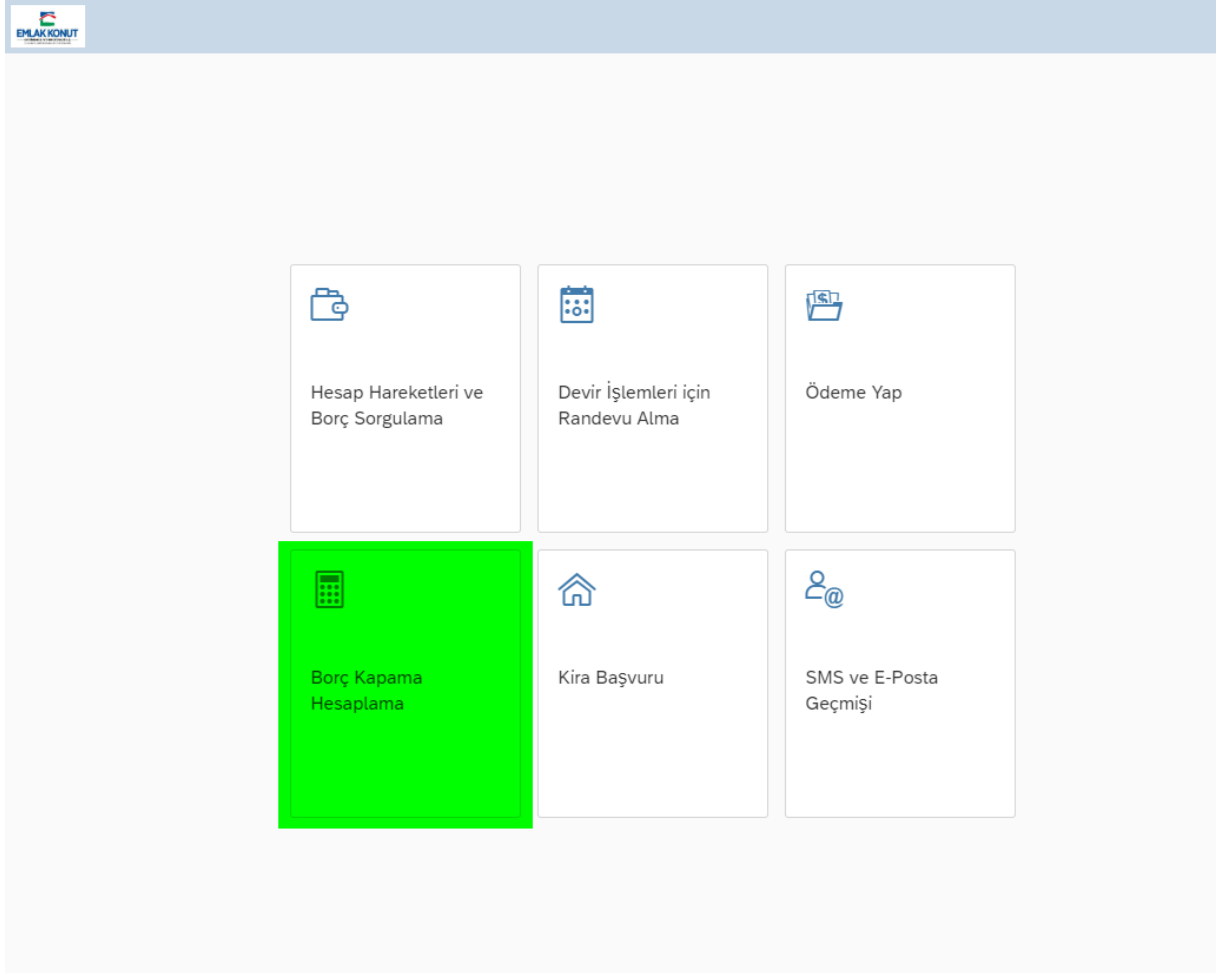 EMLAK KONUT
Hesap Hareketleri ve
Borç Sorgulama
Devir İşlemleri için
Randevu Alma
Ödeme Yap
Borç Kapama
Hesaplama
Kira Başvuru
SMS ve E-Posta
Geçmişi